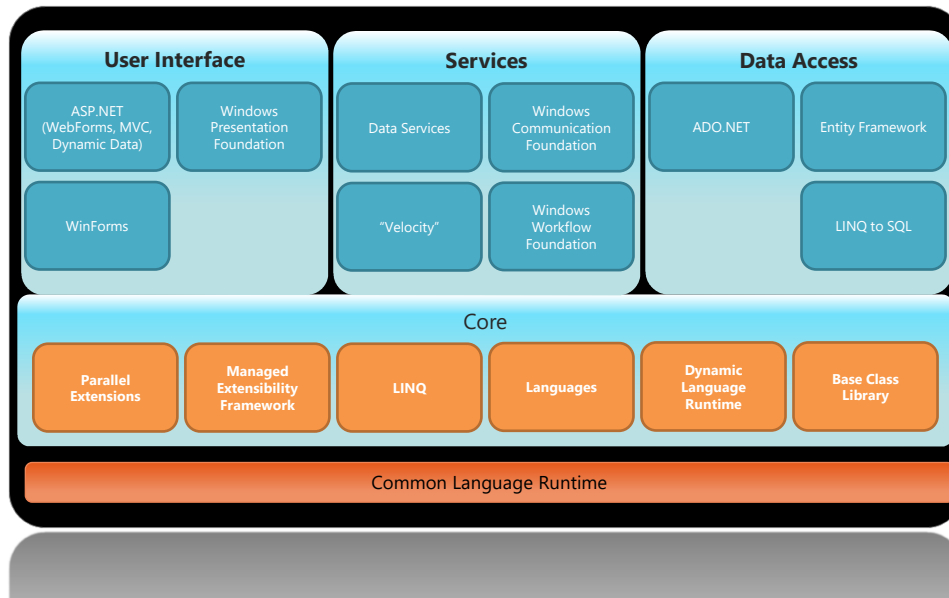 User Interface
ASP.NET
(WebForms, MVC,
Dynamic Data)
Windows
Presentation
Foundation
WinForms
Services
Data Services
Windows
Communication
Foundation
“Velocity”
Windows
Workflow
Foundation
Data Access
ADO.NET
Entity Framework
LINQ to SQL
Core
Parallel
Extensions
Managed
Extensibility
Framework
LINQ
Languages
Dynamic
Language
Runtime
Base Class
Library
Common Language Runtime